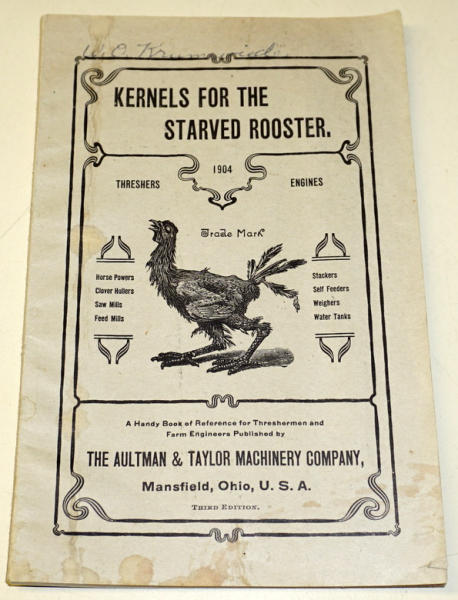 KERNELS FOR THE
STARVED ROOSTER.
1904
THRESHERS
ENGINES
Trade Mark
Horse Powers
Clover Hullers
Saw Mills
Feed Mills
Stackers
Self Feeders
Weighers
Water Tanks
A Handy Book of Reference for Threshermen and
Farm Engineers Published by
THE AULTMAN & TAYLOR MACHINERY COMPANY,
Mansfield, Ohio, U. S. A.
THIRD EDITION.